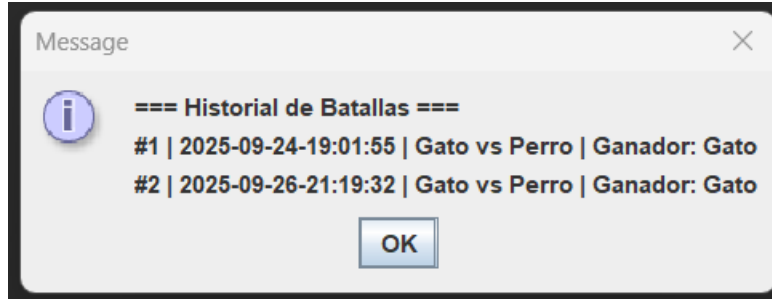 Message
=== Historial de Batallas ===
#1 | 2025-09-24-19:01:55 | Gato vs Perro | Ganador: Gato
#2 | 2025-09-26-21:19:32 | Gato vs Perro | Ganador: Gato
OK